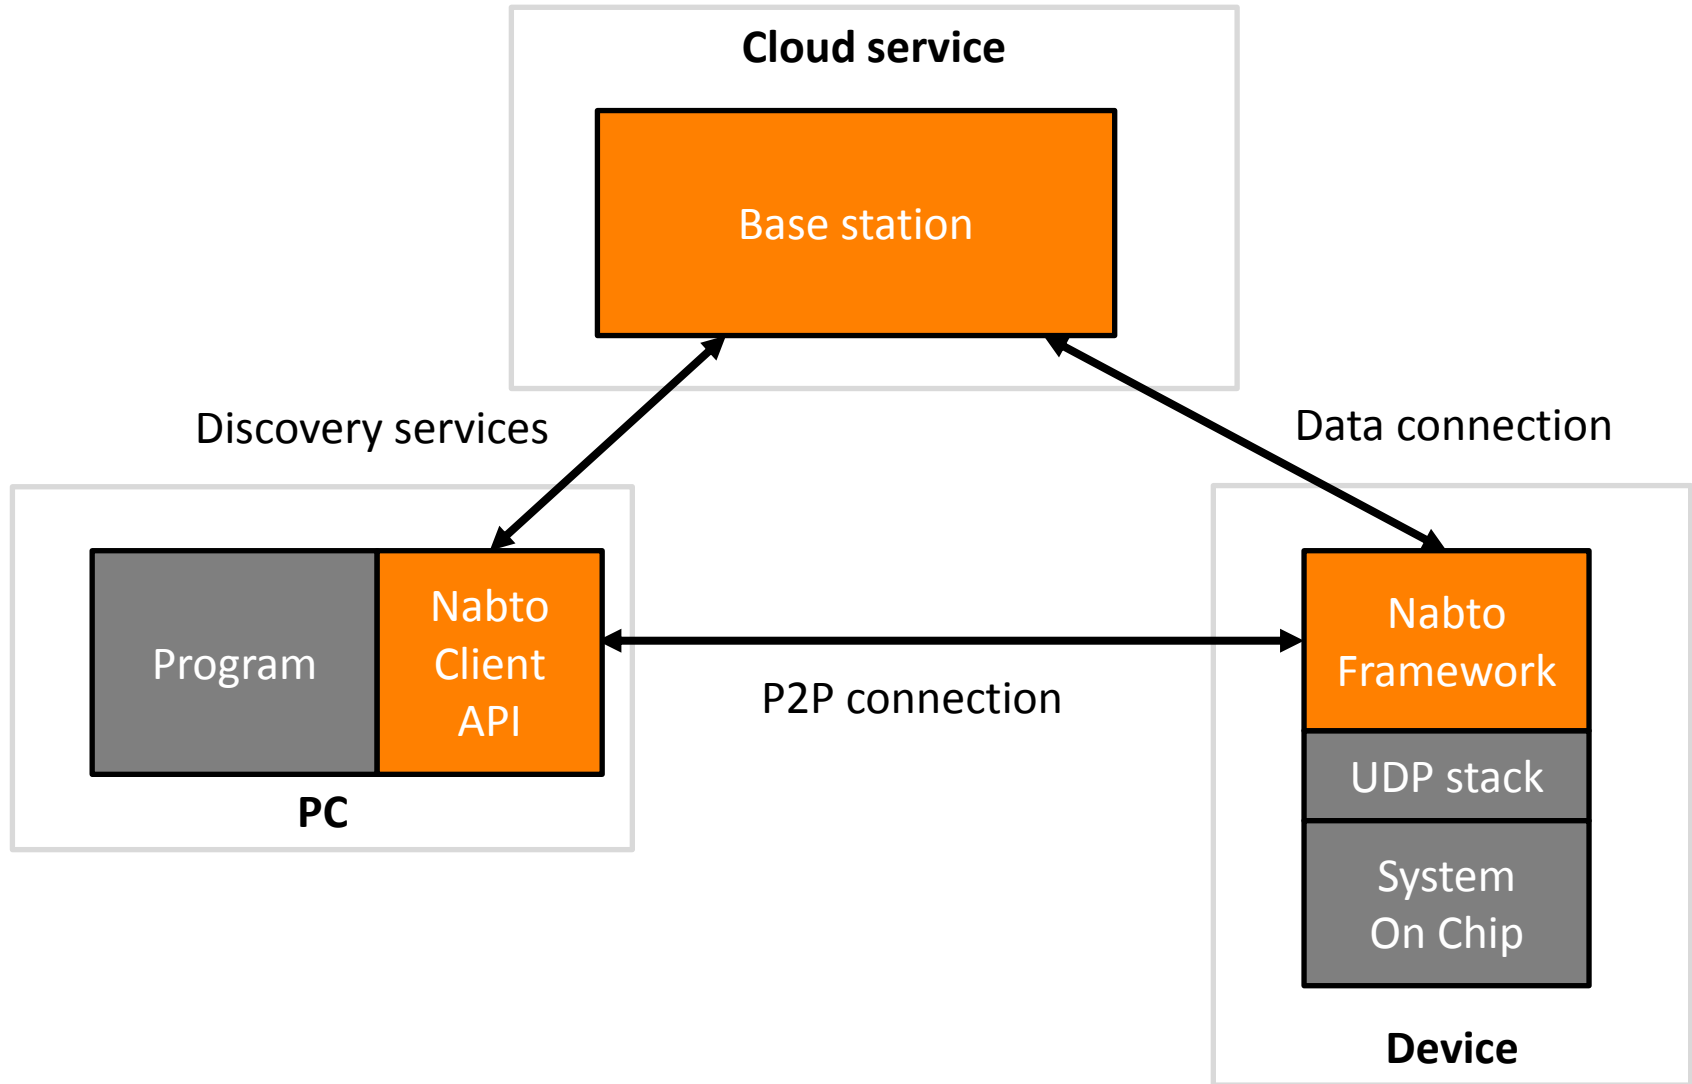 Cloud service
Base station
Discovery services
Data connection
Program
Nabto
Client
API
PC
P2P connection
Nabto
Framework
UDP stack
System
On Chip
Device